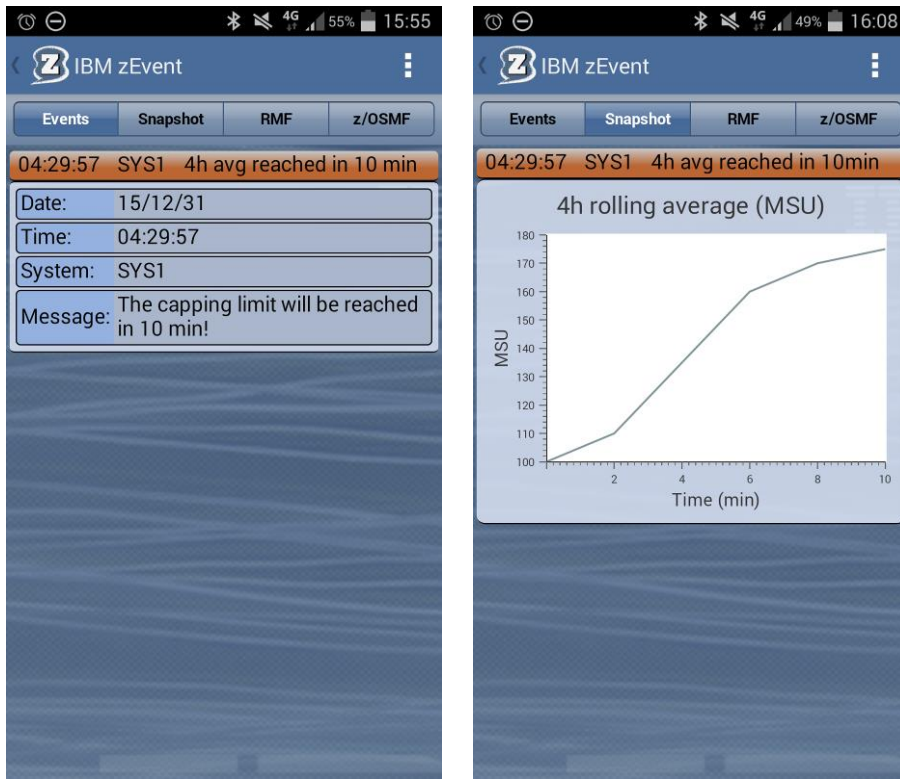 4G 55% 15:55
Z IBM zEvent
Events Snapshot RMF z/OSMF
04:29:57 SYS1 4h avg reached in 10 min
Date: 15/12/31
Time: 04:29:57
System: SYS1
Message: The capping limit will be reached
in 10 min!
4G 49% 16:08
Z IBM zEvent
Events Snapshot RMF z/OSMF
04:29:57 SYS1 4h avg reached in 10min
4h rolling average (MSU)
180
170
160
150
140
130
120
110
100
MSU
2 4 6 8 10
Time (min)